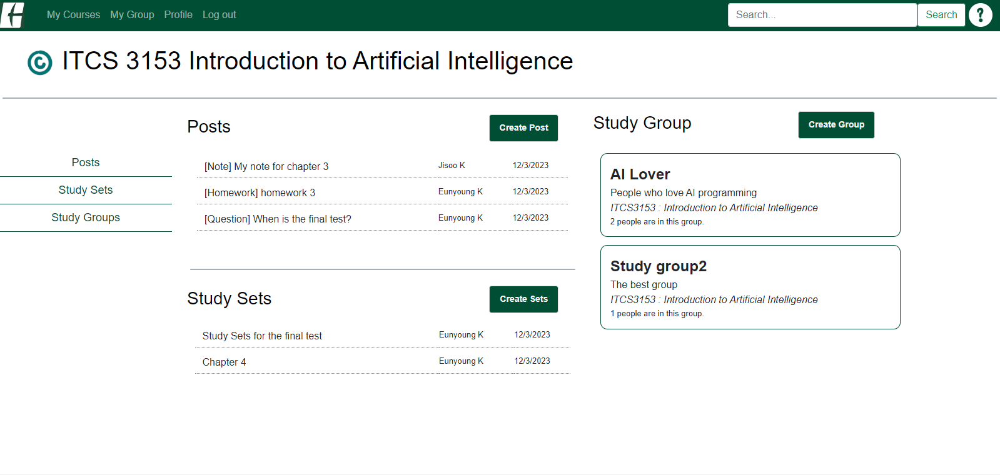 My Courses My Group Profile Log out Search... Search ?
© ITCS 3153 Introduction to Artificial Intelligence
Posts
Study Sets
Study Groups
Posts Create Post
[Note] My note for chapter 3 Jisoo K 12/3/2023
[Homework] homework 3 Eunyoung K 12/3/2023
[Question] When is the final test? Eunyoung K 12/3/2023
Study Sets Create Sets
Study Sets for the final test Eunyoung K 12/3/2023
Chapter 4 Eunyoung K 12/3/2023
Study Group Create Group
AI Lover
People who love AI programming
ITCS3153 : Introduction to Artificial Intelligence
2 people are in this group.
Study group2
The best group
ITCS3153 : Introduction to Artificial Intelligence
1 people are in this group.